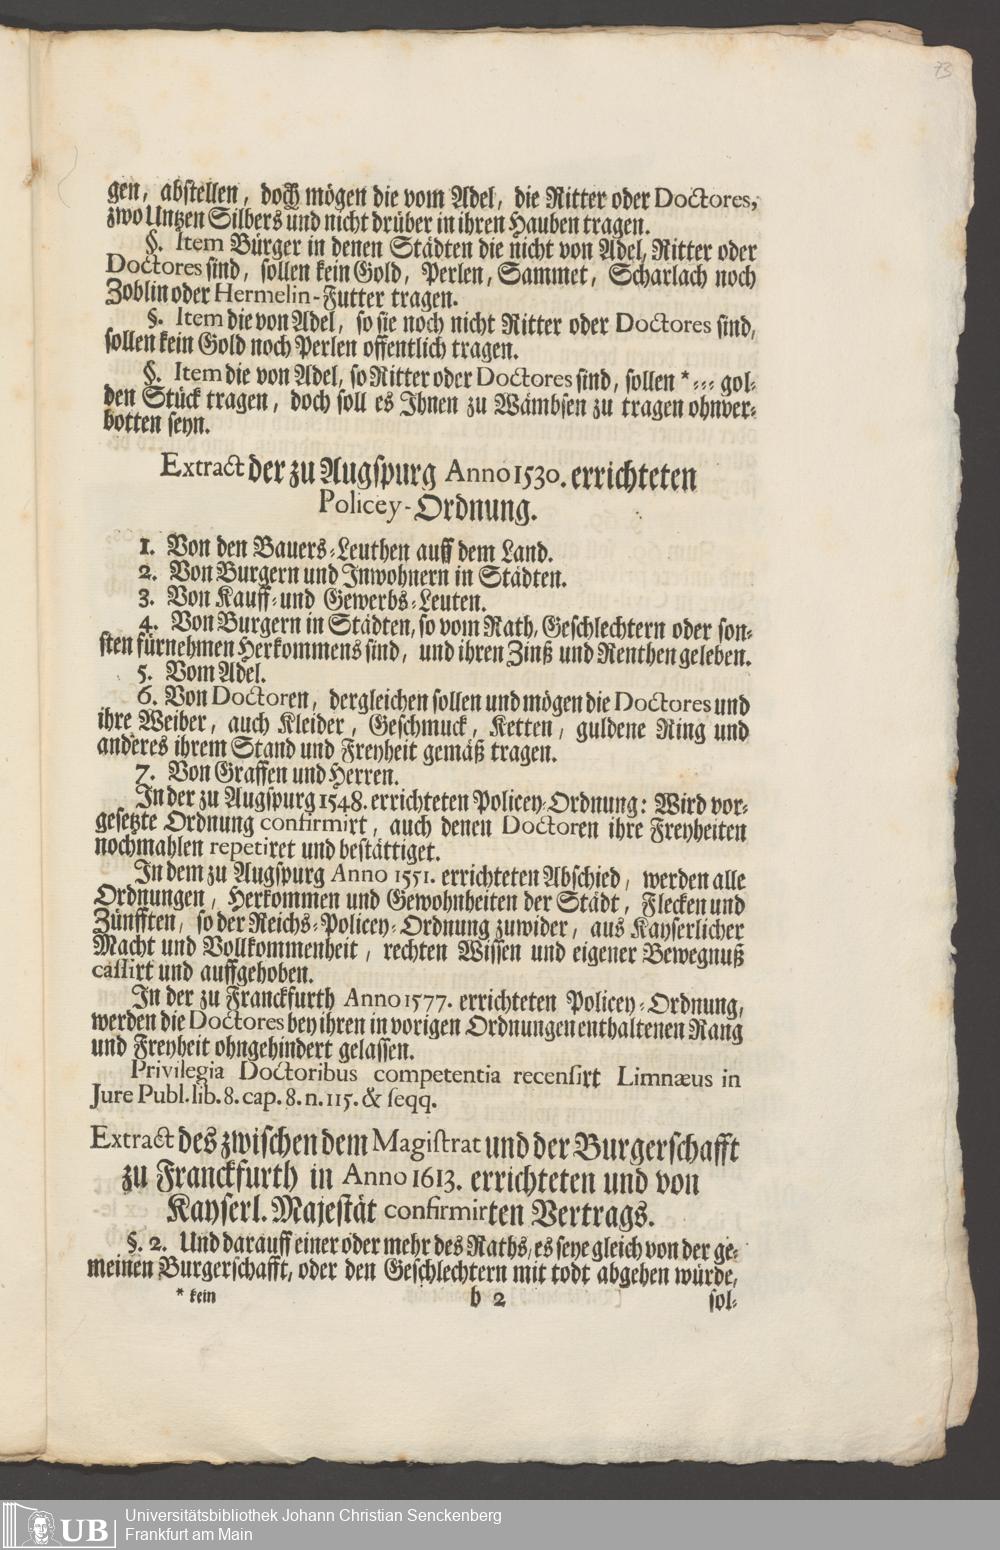 73
gen, abstellen, doch mögen die vom Adel, die Ritter oder Doctores,
zwo Untzen Silbers und nicht drüber in ihren Hauben tragen.
§. Item Bürger in denen Städten die nicht von Adel, Ritter oder
Doctores sind, sollen kein Gold, Perlen, Sammet, Scharlach noch
Zoblin oder Hermelin-Futter tragen.
§. Item die von Adel, so sie noch nicht Ritter oder Doctores sind,
sollen kein Gold noch Perlen offentlich tragen.
§. Item die von Adel, so Ritter oder Doctores sind, sollen *--- gol-
den Stück tragen, doch soll es Ihnen zu Wämbsen zu tragen ohnver-
botten seyn.
Extract der zu Augspurg Anno 1530. errichteten
Policey-Ordnung.
1. Von den Bauers-Leuthen auff dem Land.
2. Von Burgern und Inwohnern in Städten.
3. Von Kauff- und Gewerbs-Leuten.
4. Von Burgern in Städten, so vom Rath, Geschlechtern oder son-
sten fürnehmen Herkommens sind, und ihren Zinß und Renthen geleben.
5. Vom Adel.
6. Von Doctoren, dergleichen sollen und mögen die Doctores und
ihre Weiber, auch Kleider, Geschmuck, Ketten, guldene Ring und
anderes ihrem Stand und Freyheit gemäß tragen.
7. Von Graffen und Herren.
In der zu Augspurg 1548. errichteten Policey-Ordnung: Wird vor-
gesetzte Ordnung confirmirt, auch denen Doctoren ihre Freyheiten
nochmahlen repetiret und bestättiget.
In dem zu Augspurg Anno 1551. errichteten Abschied, werden alle
Ordnungen, Herkommen und Gewohnheiten der Städt, Flecken und
Zünfften, so der Reichs-Policey-Ordnung zuwider, aus Kayserlicher
Macht und Vollkommenheit, rechten Wissen und eigener Bewegnuß
cassirt und auffgehoben.
In der zu Franckfurth Anno 1577. errichteten Policey-Ordnung,
werden die Doctores bey ihren in vorigen Ordnungen enthaltenen Rang
und Freyheit ohngehindert gelassen.
Privilegia Doctoribus competentia recensirt Limnæus in
Jure Publ. lib. 8. cap. 8. n. 115. & seqq.
Extract des zwischen dem Magistrat und der Burgerschafft
zu Franckfurth in Anno 1613. errichteten und von
Kayserl. Majestät confirmirten Vertrags.
§. 2. Und darauff einer oder mehr des Raths, es seye gleich von der ge-
meinen Burgerschafft, oder den Geschlechtern mit todt abgehen würde,
* kein b 2 sol-
UB Universitätsbibliothek Johann Christian Senckenberg
Frankfurt am Main